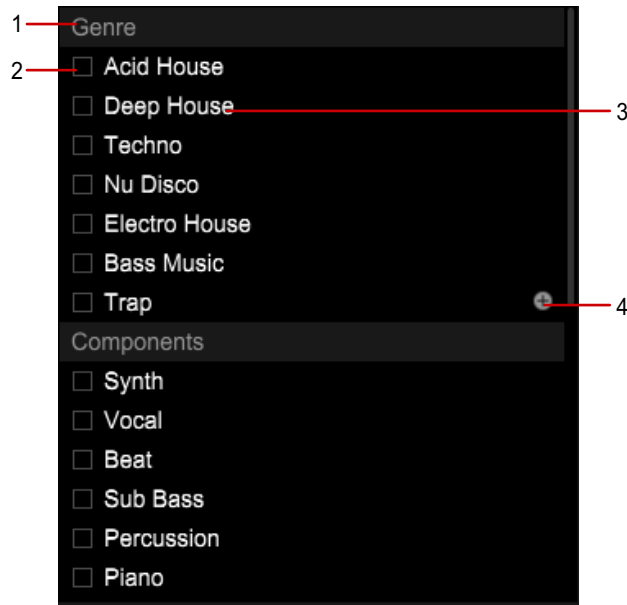 1 Genre
2 Acid House
Deep House 3
Techno
Nu Disco
Electro House
Bass Music
Trap 4
Components
Synth
Vocal
Beat
Sub Bass
Percussion
Piano